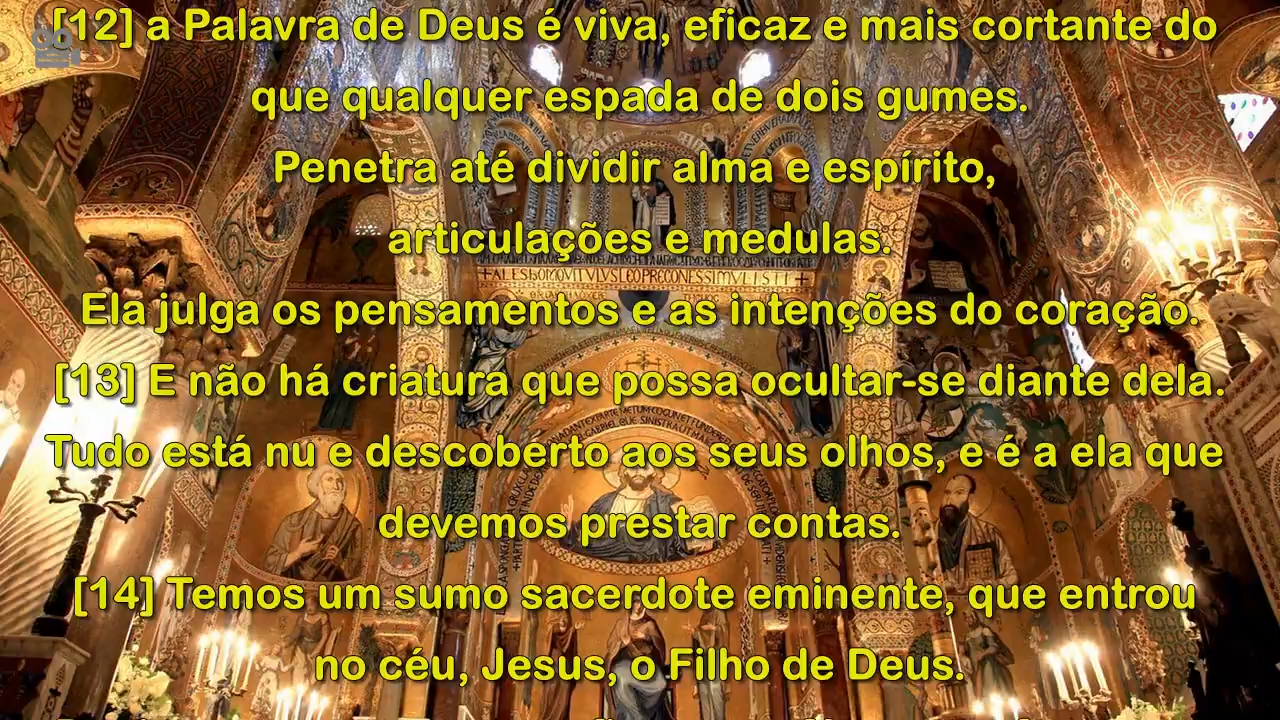 [12] a Palavra de Deus é viva, eficaz e mais cortante do
que qualquer espada de dois gumes.
Penetra até dividir alma e espírito,
articulações e medulas.
Ela julga os pensamentos e as intenções do coração.
[13] E não há criatura que possa ocultar-se diante dela.
Tudo está nu e descoberto aos seus olhos, e é a ela que
devemos prestar contas.
[14] Temos um sumo sacerdote eminente, que entrou
no céu, Jesus, o Filho de Deus.